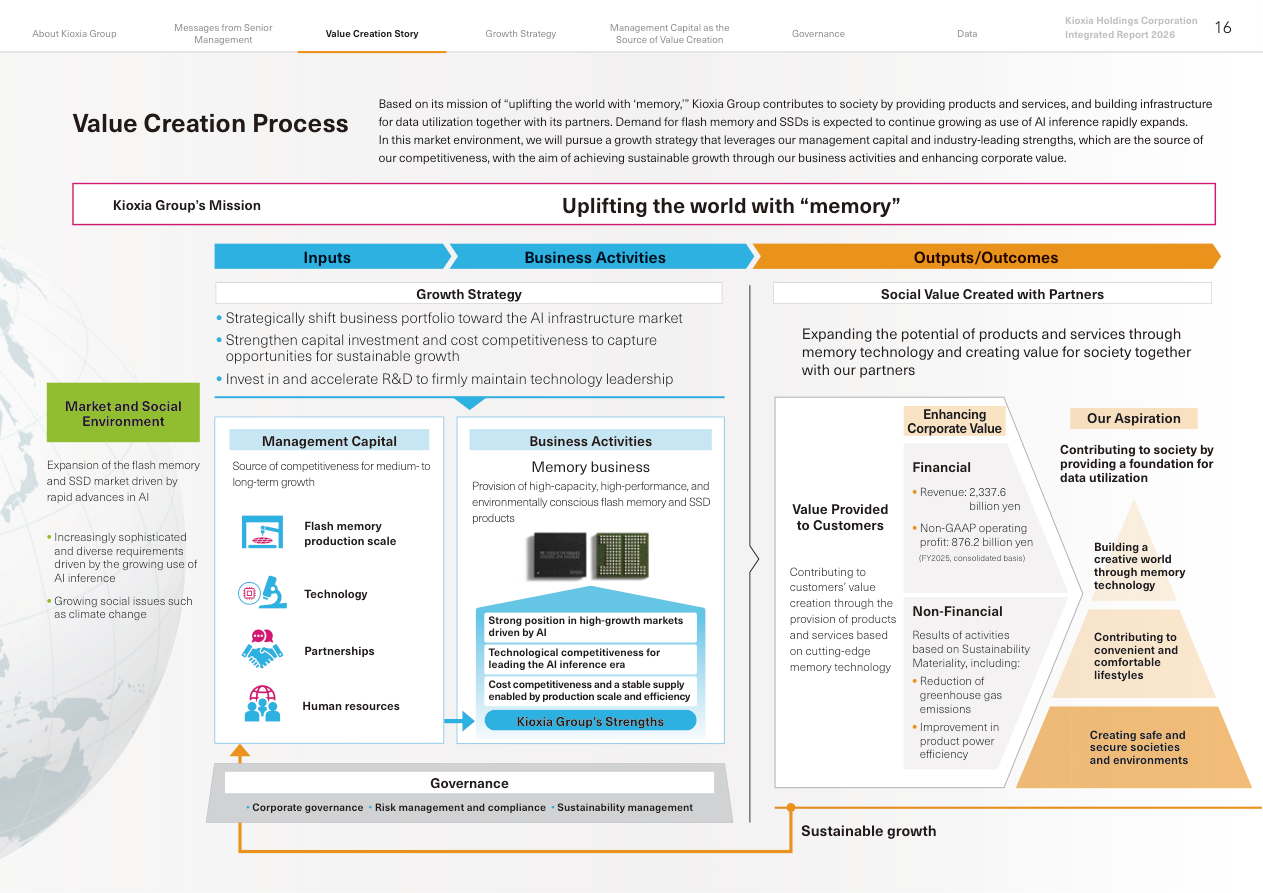 About Kioxia Group
Messages from Senior
Management
Value Creation Story
Growth Strategy
Management Capital as the
Source of Value Creation
Governance
Data
Kioxia Holdings Corporation
Integrated Report 2026
16
Value Creation Process
Based on its mission of “uplifting the world with ‘memory,’” Kioxia Group contributes to society by providing products and services, and building infrastructure
for data utilization together with its partners. Demand for flash memory and SSDs is expected to continue growing as use of AI inference rapidly expands.
In this market environment, we will pursue a growth strategy that leverages our management capital and industry-leading strengths, which are the source of
our competitiveness, with the aim of achieving sustainable growth through our business activities and enhancing corporate value.
Kioxia Group’s Mission
Uplifting the world with “memory”
Inputs
Business Activities
Outputs/Outcomes
Market and Social
Environment
Expansion of the flash memory
and SSD market driven by
rapid advances in AI
• Increasingly sophisticated
and diverse requirements
driven by the growing use of
AI inference
• Growing social issues such
as climate change
Growth Strategy
• Strategically shift business portfolio toward the AI infrastructure market
• Strengthen capital investment and cost competitiveness to capture
opportunities for sustainable growth
• Invest in and accelerate R&D to firmly maintain technology leadership
Management Capital
Source of competitiveness for medium- to
long-term growth
Flash memory
production scale
Technology
Partnerships
Human resources
Business Activities
Memory business
Provision of high-capacity, high-performance, and
environmentally conscious flash memory and SSD
products
Strong position in high-growth markets
driven by AI
Technological competitiveness for
leading the AI inference era
Cost competitiveness and a stable supply
enabled by production scale and efficiency
Kioxia Group’s Strengths
Governance
• Corporate governance • Risk management and compliance • Sustainability management
Social Value Created with Partners
Expanding the potential of products and services through
memory technology and creating value for society together
with our partners
Value Provided
to Customers
Contributing to
customers’ value
creation through the
provision of products
and services based
on cutting-edge
memory technology
Enhancing
Corporate Value
Financial
• Revenue: 2,337.6
billion yen
• Non-GAAP operating
profit: 876.2 billion yen
(FY2025, consolidated basis)
Non-Financial
Results of activities
based on Sustainability
Materiality, including:
• Reduction of
greenhouse gas
emissions
• Improvement in
product power
efficiency
Our Aspiration
Contributing to society by
providing a foundation for
data utilization
Building a
creative world
through memory
technology
Contributing to
convenient and
comfortable
lifestyles
Creating safe and
secure societies
and environments
Sustainable growth